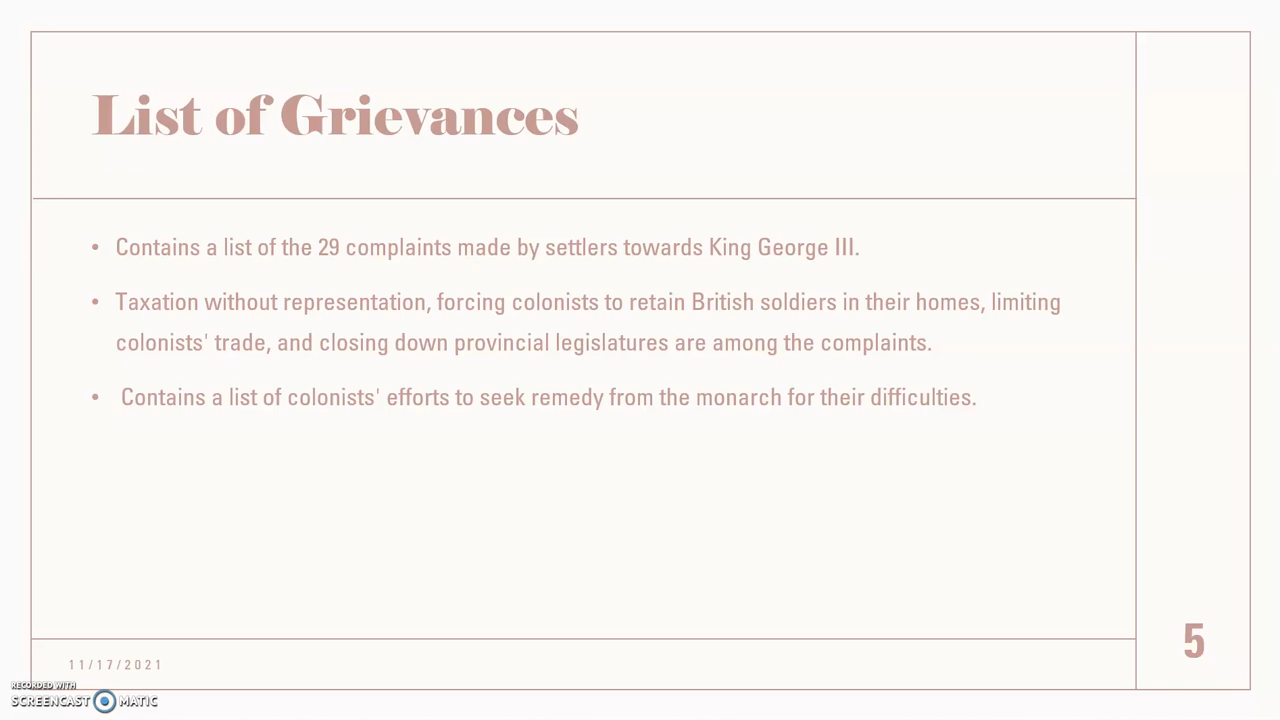 List of Grievances
• Contains a list of the 29 complaints made by settlers towards King George III.
• Taxation without representation, forcing colonists to retain British soldiers in their homes, limiting
colonists' trade, and closing down provincial legislatures are among the complaints.
• Contains a list of colonists' efforts to seek remedy from the monarch for their difficulties.
5
11/17/2021
RECORDED WITH
SCREENCAST MATIC